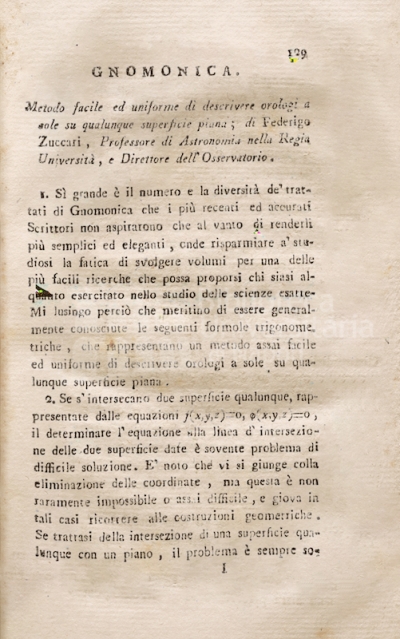 129
GNOMONICA.
Metodo facile ed uniforme di descrivere orologi a
sole su qualunque superficie piana ; di Federigo
Zuccari , Professore di Astronomia nella Regia
Università , e Direttore dell' Osservatorio .
1. Sì grande è il numero e la diversità de' trat-
tati di Gnomonica che i più recenti ed accurati
Scrittori non aspiratono che al vanto di renderli
più semplici ed eleganti , onde risparmiare a' stu-
diosi la fatica di svolgere volumi per una delle
più facili ricerche che possa proporsi chi siasi al-
quanto esercitato nello studio delle scienze esatte.
Mi lusingo perciò che meritino di essere general-
mente conosciute le seguenti formole trigonome
triche , che rappresentano un metodo assai facile
ed uniforme di descrivere orologi a sole su qua-
lunque superficie piana .
2. Se s' intersecano due superficie qualunque, rap-
presentate dalle equazioni f(x,y,z)=0, φ(x,y z)=0 ,
il determinare l' equazione alla linea d' intersezio-
ne delle due superficie date è sovente problema di
difficile soluzione. E' noto che vi si giunge colla
eliminazione delle coordinate , ma questa è non
raramente impossibile o assai difficile , e giova in
tali casi ricorrere alle costruzioni geometriche .
Se trattasi della intersezione di una superficie qua-
lunque con un piano , il problema è sempre so-
I